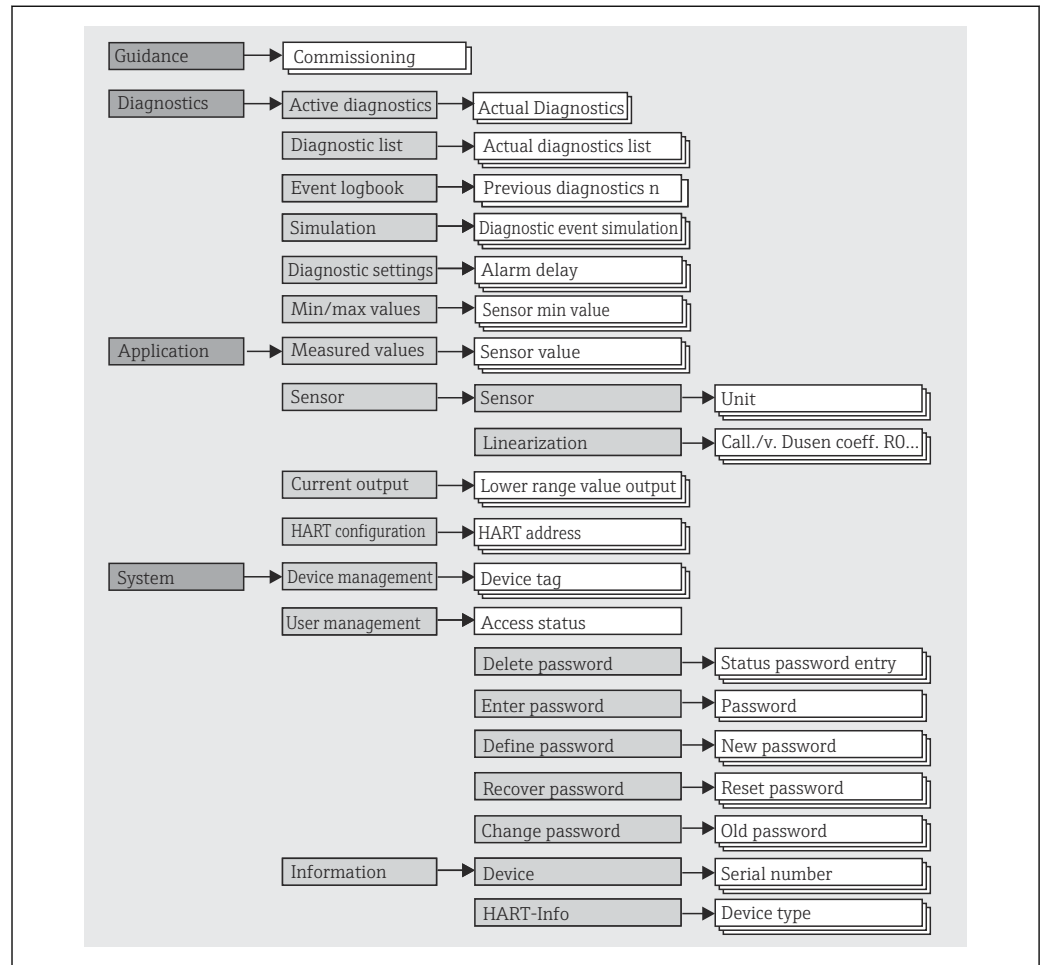 Guidance
Commissioning
Diagnostics
Active diagnostics
Actual Diagnostics
Diagnostic list
Actual diagnostics list
Event logbook
Previous diagnostics n
Simulation
Diagnostic event simulation
Diagnostic settings
Alarm delay
Min/max values
Sensor min value
Application
Measured values
Sensor value
Sensor
Sensor
Unit
Linearization
Call./v. Dusen coeff. R0...
Current output
Lower range value output
HART configuration
HART address
System
Device management
Device tag
User management
Access status
Delete password
Status password entry
Enter password
Password
Define password
New password
Recover password
Reset password
Change password
Old password
Information
Device
Serial number
HART-Info
Device type